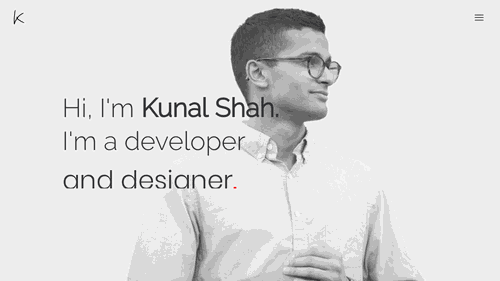 K
Hi, I'm Kunal Shah.
I'm a developer
and designer.